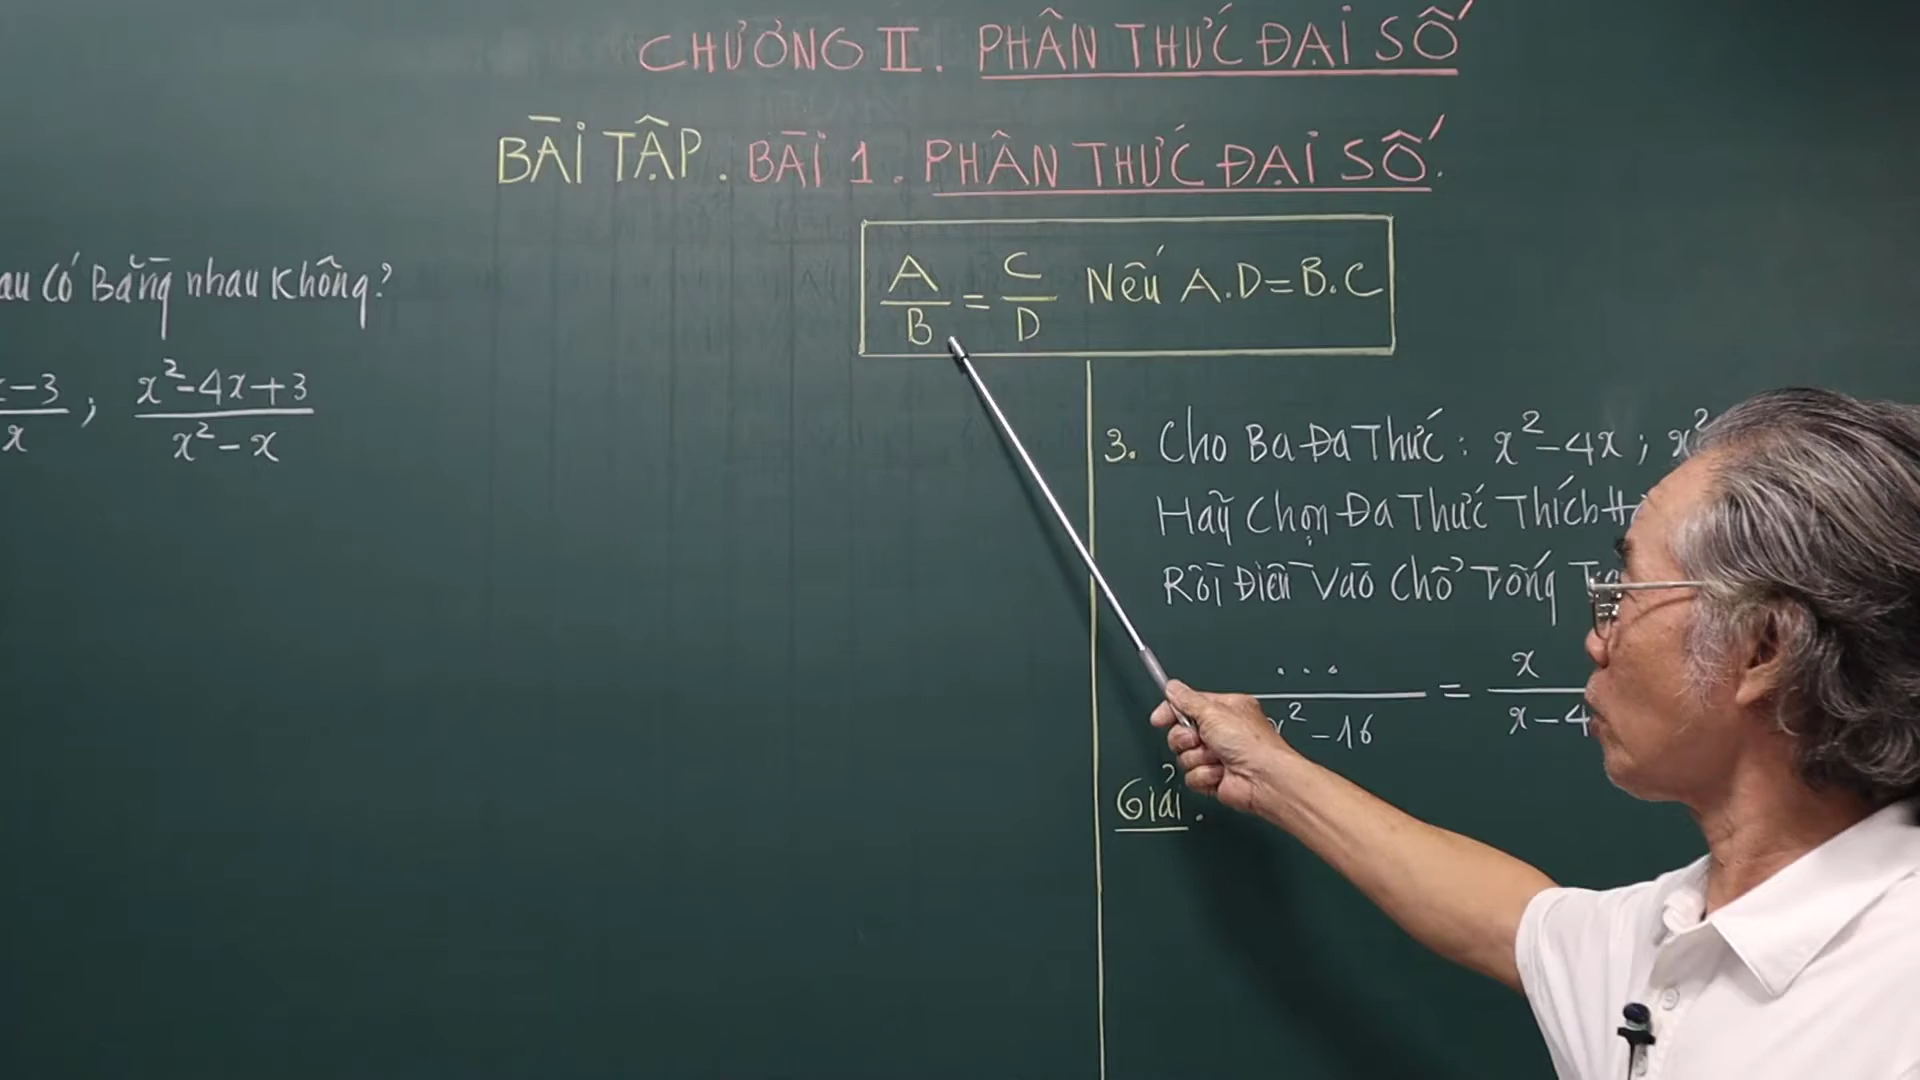 CHƯƠNG II. PHÂN THỨC ĐẠI SỐ
BÀI TẬP. BÀI 1. PHÂN THỨC ĐẠI SỐ.
A/B = C/D Nếu A.D=B.C
Có Bằng nhau Không?
x-3/x ; x²-4x+3/x²-x
3. Cho Ba Đa Thức: x²-4x; x²
Hãy Chọn Đa Thức Thích
Rồi Điền Vào Chỗ Tống
.../x²-16 = x/x-4
Giải.